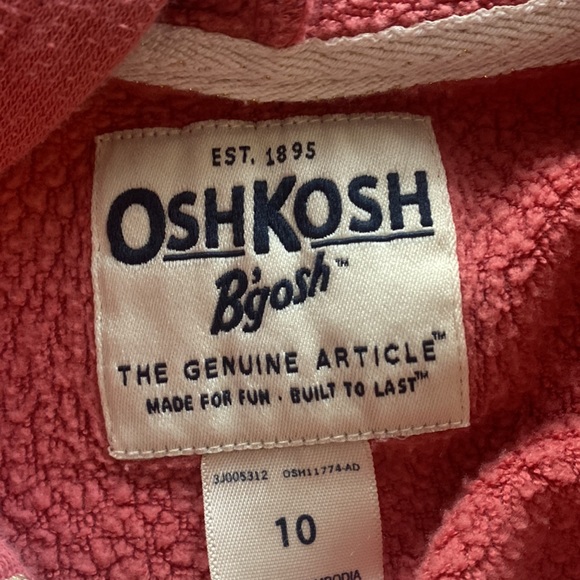 EST. 1895
OSHKOSH
B'gosh™
THE GENUINE ARTICLE™
MADE FOR FUN · BUILT TO LAST™
3J005312 OSH11774-AD
10